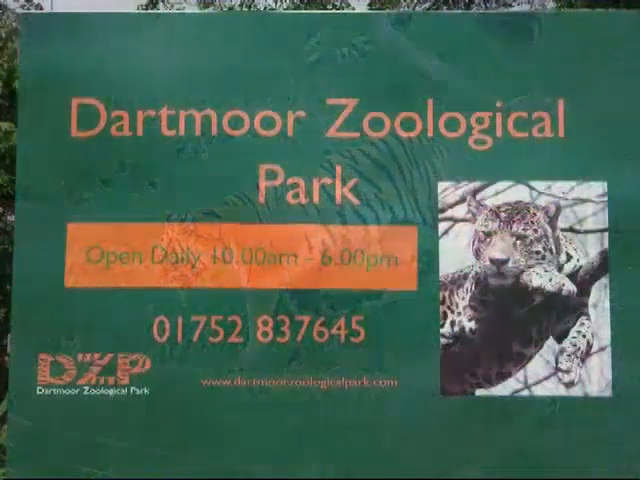 Dartmoor Zoological
Park
Open Daily 10.00am - 6.00pm
01752 837645
DZP
Dartmoor Zoological Park
www.dartmoorzoologicalpark.com